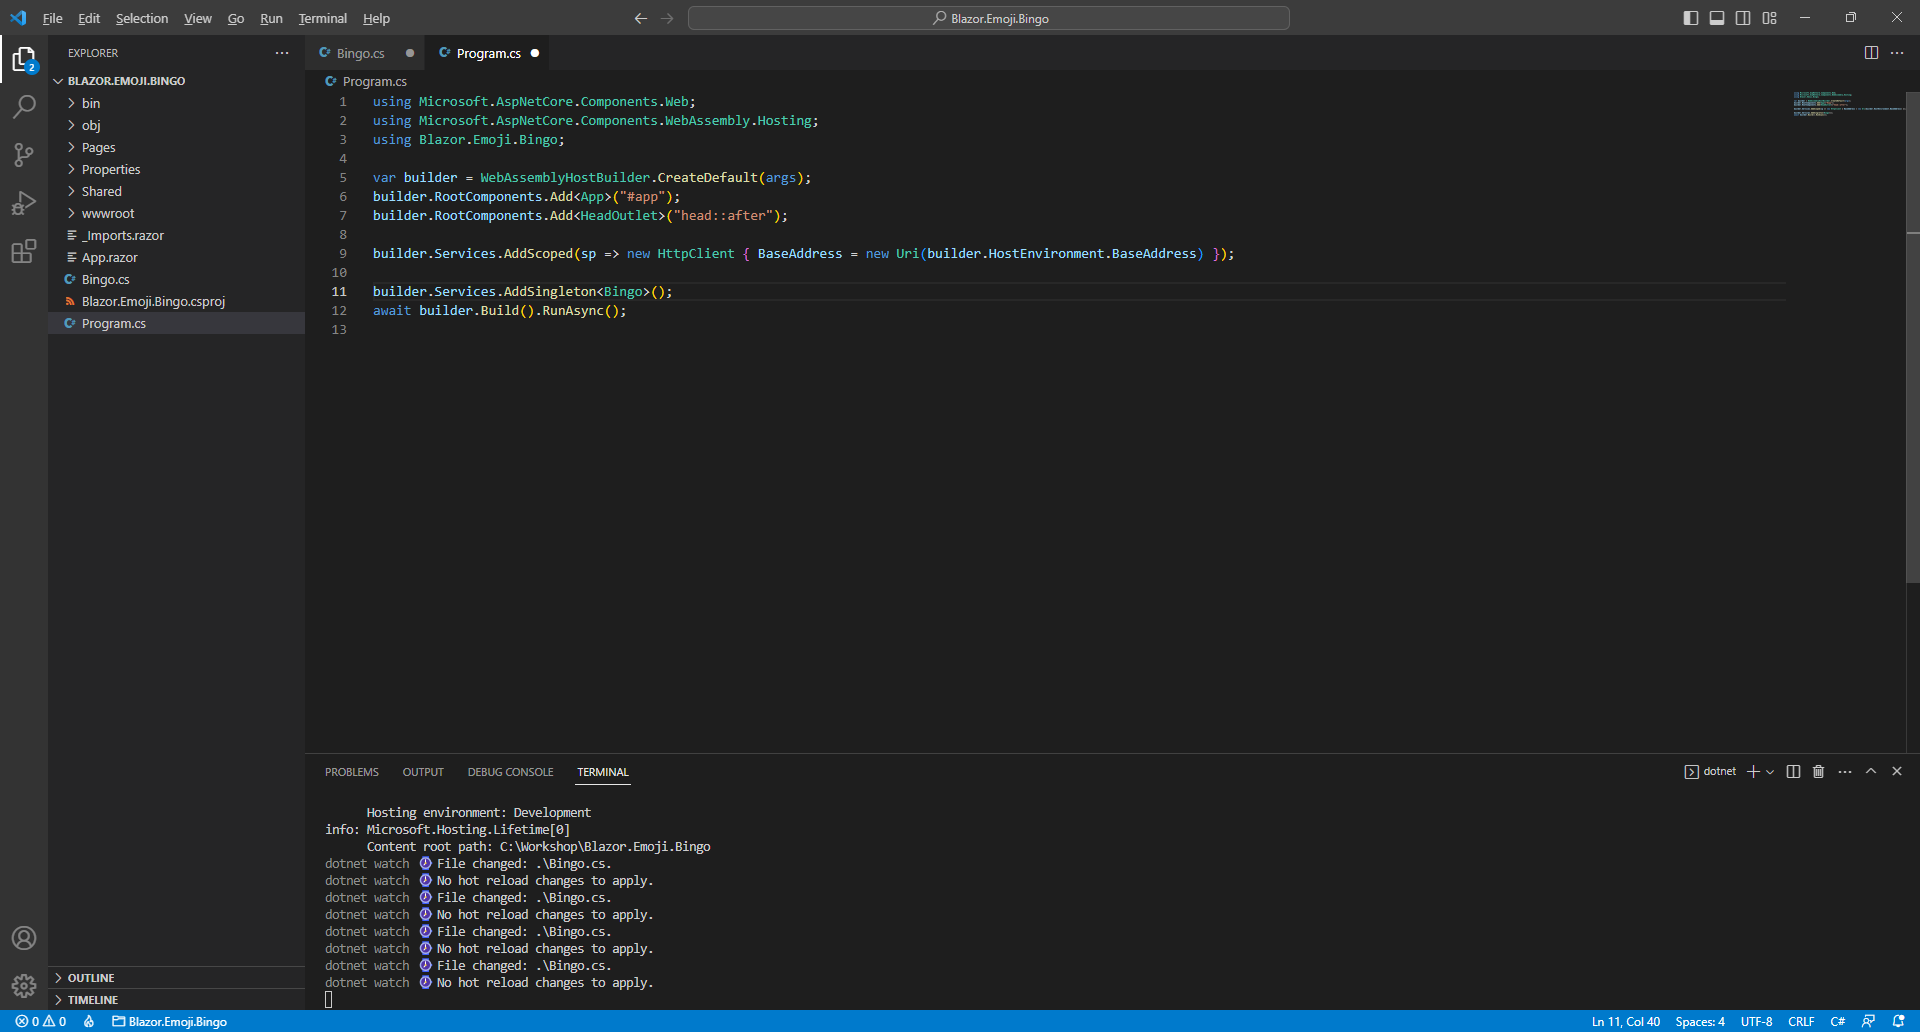 File Edit Selection View Go Run Terminal Help
Blazor.Emoji.Bingo
EXPLORER
2
BLAZOR.EMOJI.BINGO
bin
obj
Pages
Properties
Shared
wwwroot
_Imports.razor
App.razor
Bingo.cs
Blazor.Emoji.Bingo.csproj
Program.cs
OUTLINE
TIMELINE
Bingo.cs
Program.cs
Program.cs
1 using Microsoft.AspNetCore.Components.Web;
2 using Microsoft.AspNetCore.Components.WebAssembly.Hosting;
3 using Blazor.Emoji.Bingo;
4
5 var builder = WebAssemblyHostBuilder.CreateDefault(args);
6 builder.RootComponents.Add<App>("#app");
7 builder.RootComponents.Add<HeadOutlet>("head::after");
8
9 builder.Services.AddScoped(sp => new HttpClient { BaseAddress = new Uri(builder.HostEnvironment.BaseAddress) });
10
11 builder.Services.AddSingleton<Bingo>();
12 await builder.Build().RunAsync();
13
PROBLEMS OUTPUT DEBUG CONSOLE TERMINAL
dotnet
Hosting environment: Development
info: Microsoft.Hosting.Lifetime[0]
Content root path: C:\Workshop\Blazor.Emoji.Bingo
dotnet watch File changed: .\Bingo.cs.
dotnet watch No hot reload changes to apply.
dotnet watch File changed: .\Bingo.cs.
dotnet watch No hot reload changes to apply.
dotnet watch File changed: .\Bingo.cs.
dotnet watch No hot reload changes to apply.
dotnet watch File changed: .\Bingo.cs.
dotnet watch No hot reload changes to apply.
0 0 Blazor.Emoji.Bingo
Ln 11, Col 40 Spaces: 4 UTF-8 CRLF C#